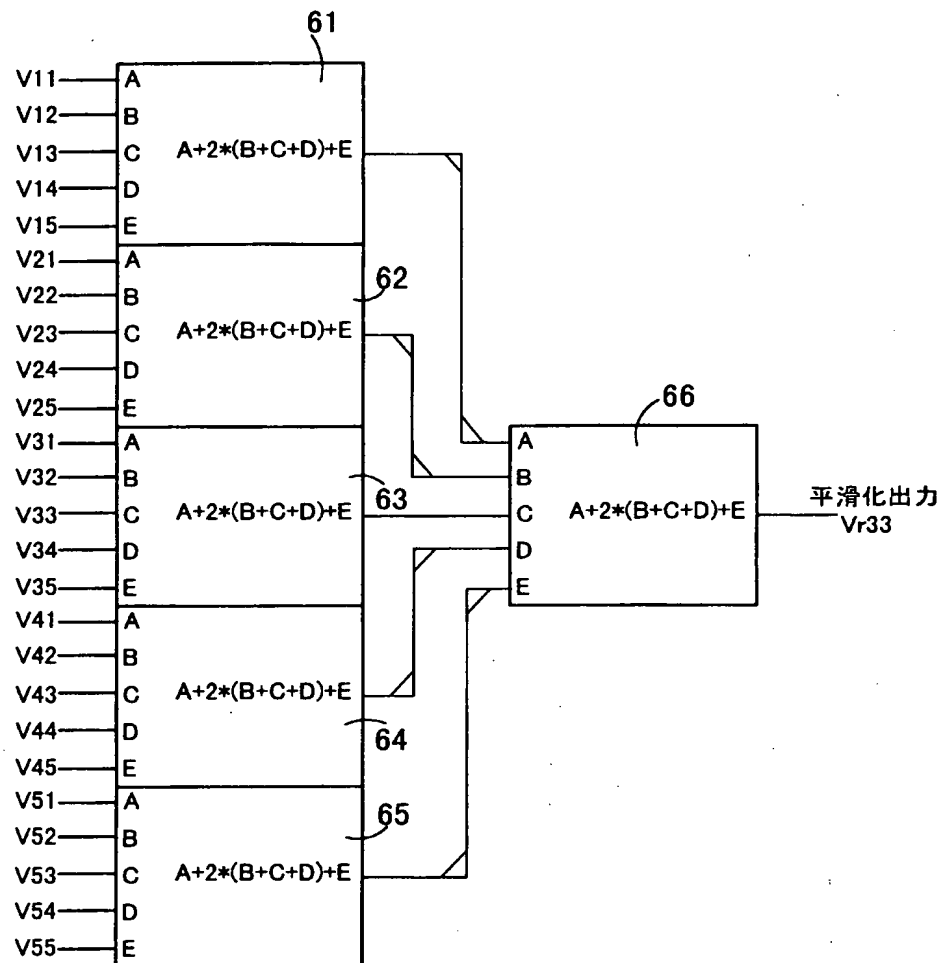 61
V11 A
V12 B
V13 C A+2*(B+C+D)+E
V14 D
V15 E
V21 A
62
V22 B
V23 C A+2*(B+C+D)+E
V24 D
V25 E
66
V31 A
A
V32 B
63
B
V33 C A+2*(B+C+D)+E
C A+2*(B+C+D)+E
平滑化出力
Vr33
V34 D
D
V35 E
E
V41 A
V42 B
V43 C A+2*(B+C+D)+E
V44 D
64
V45 E
V51 A
65
V52 B
V53 C A+2*(B+C+D)+E
V54 D
V55 E